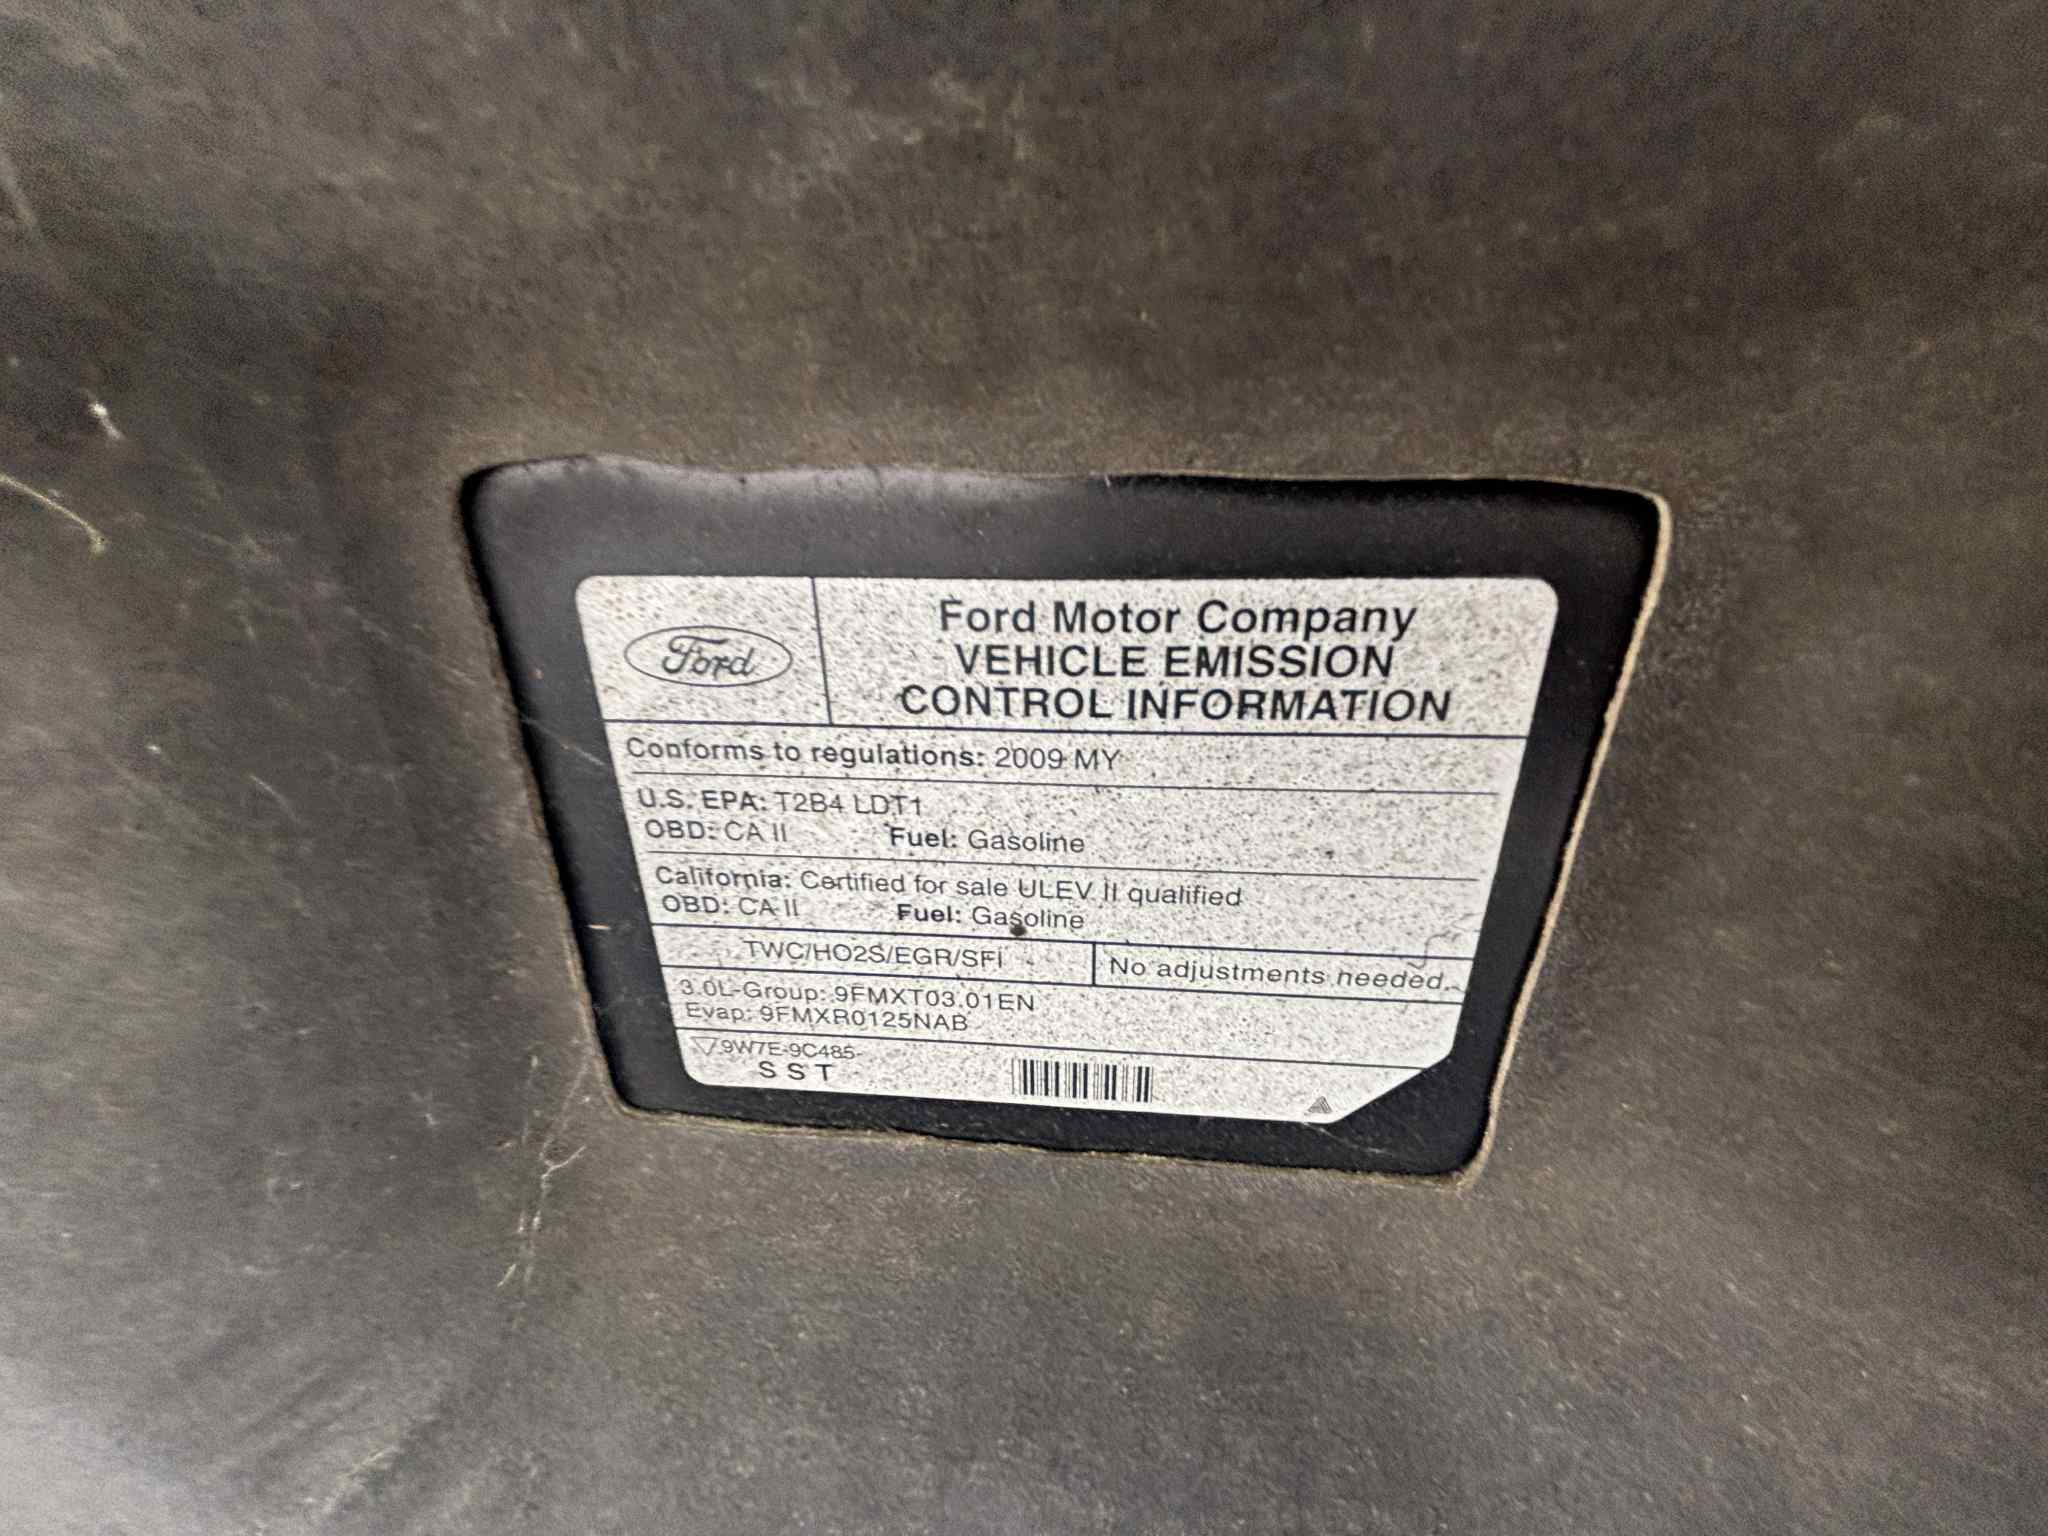 Ford
Ford Motor Company
VEHICLE EMISSION
CONTROL INFORMATION
Conforms to regulations: 2009 MY
U.S. EPA: T2B4 LDT1
OBD: CA II Fuel: Gasoline
California: Certified for sale ULEV II qualified
OBD: CA II Fuel: Gasoline
TWC/HO2S/EGR/SFI
No adjustments needed.
3.0L-Group: 9FMXT03.01EN
Evap: 9FMXR0125NAB
9W7E-9C485-
S S T